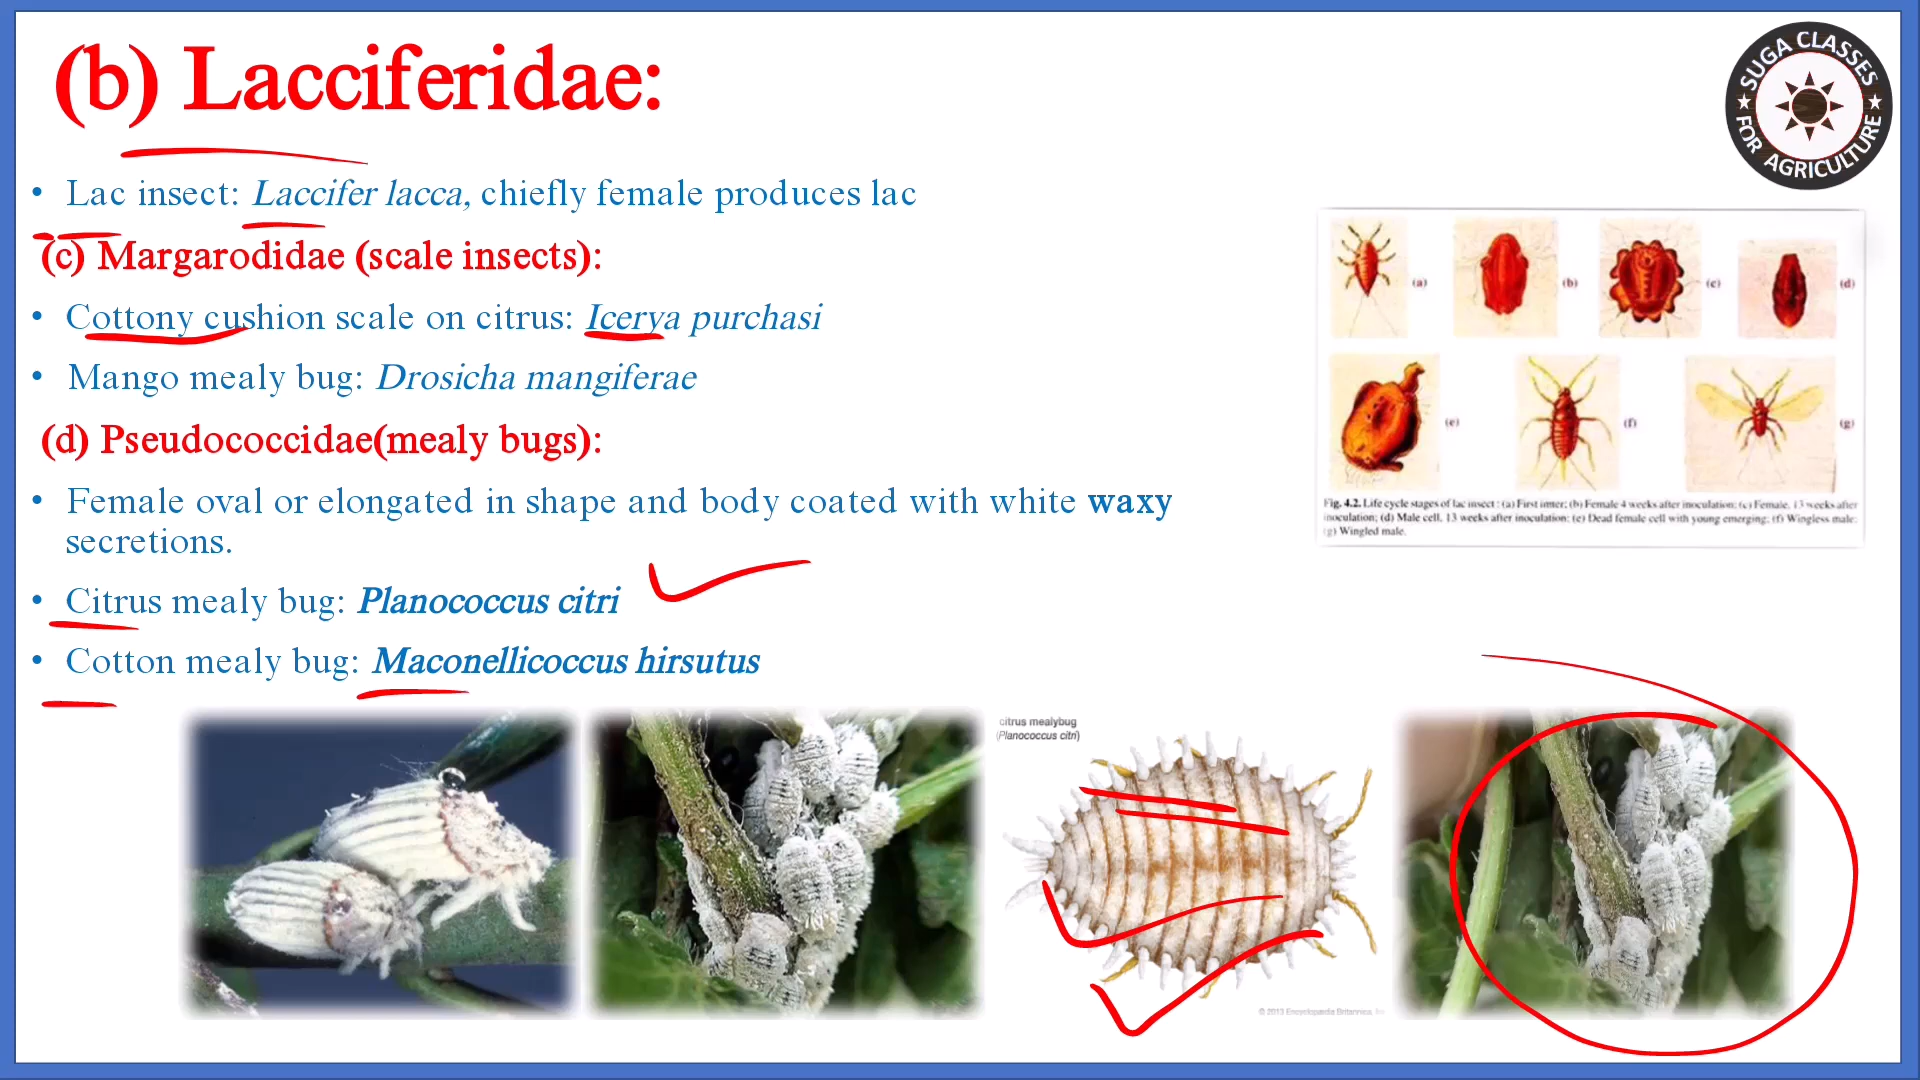 (b) Lacciferidae:
SUGA CLASSES
FOR AGRICULTURE
• Lac insect: Laccifer lacca, chiefly female produces lac
(c) Margarodidae (scale insects):
• Cottony cushion scale on citrus: Icerya purchasi
• Mango mealy bug: Drosicha mangiferae
(d) Pseudococcidae(mealy bugs):
• Female oval or elongated in shape and body coated with white waxy
secretions.
• Citrus mealy bug: Planococcus citri
• Cotton mealy bug: Maconellicoccus hirsutus
(a) (b) (c) (d)
(e) (f) (g)
Fig. 4.2. Life cycle stages of lac insect : (a) First inster; (b) Female 4 weeks after inoculation; (c) Female, 13 weeks after
inoculation; (d) Male cell, 13 weeks after inoculation; (e) Dead female cell with young emerging; (f) Wingless male;
(g) Wingled male.
citrus mealybug
(Planococcus citri)
© 2013 Encyclopædia Britannica, Inc